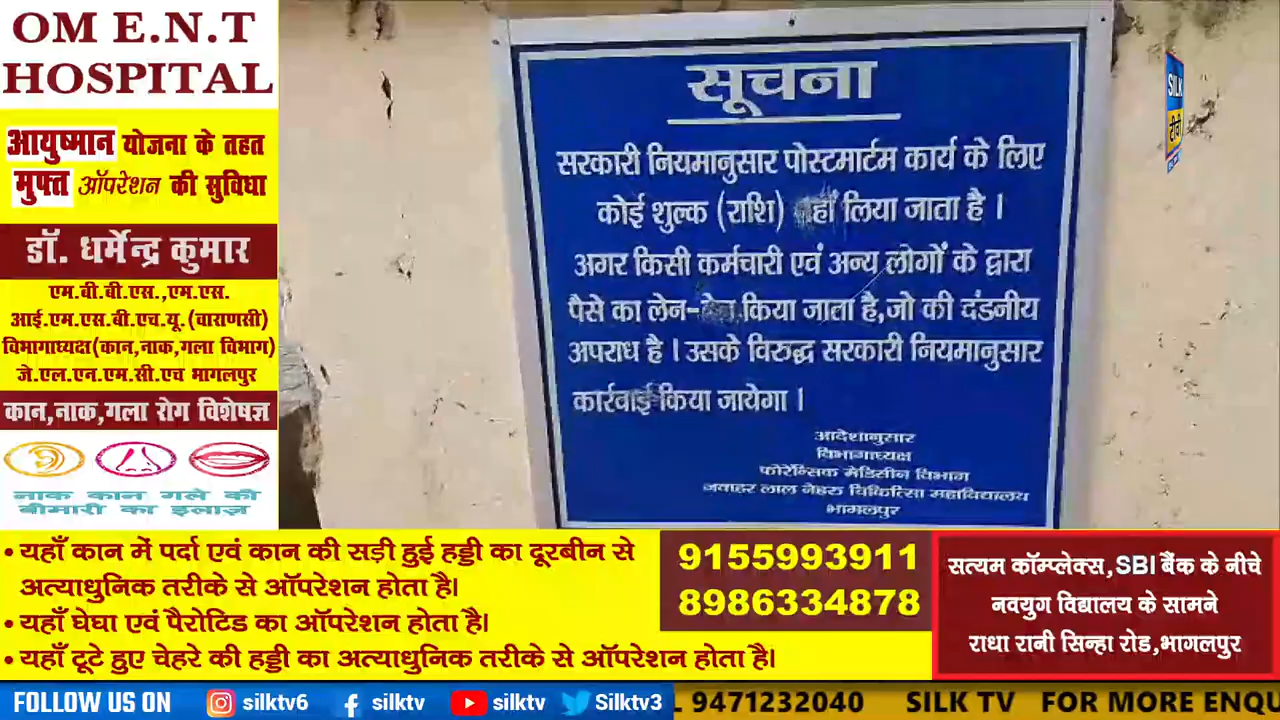 OM E.N.T
HOSPITAL
आयुष्मान योजना के तहत
मुफ्त ऑपरेशन की सुविधा
डॉ. धर्मेन्द्र कुमार
एम.बी.बी.एस.,एम.एस.
आई.एम.एस.बी.एच.यू.(वाराणसी)
विभागाध्यक्ष(कान,नाक,गला विभाग)
जे.एल.एन.एम.सी.एच भागलपुर
कान,नाक,गला रोग विशेषज्ञ
नाक कान गले की
बीमारी का इलाज़
सूचना
सरकारी नियमानुसार पोस्टमार्टम कार्य के लिए
कोई शुल्क (राशि) नहीं लिया जाता है ।
अगर किसी कर्मचारी एवं अन्य लोगों के द्वारा
पैसे का लेन-देन किया जाता है,जो की दंडनीय
अपराध है । उसके विरुद्ध सरकारी नियमानुसार
कार्रवाई किया जायेगा ।
आदेशानुसार
विभागाध्यक्ष
फोरेन्सिक मेडिसीन विभाग
जवाहर लाल नेहरु चिकित्सा महाविद्यालय
भागलपुर
SILK
टीवी
• यहाँ कान में पर्दा एवं कान की सड़ी हुई हड्डी का दूरबीन से
अत्याधुनिक तरीके से ऑपरेशन होता है।
• यहाँ घेघा एवं पैरोटिड का ऑपरेशन होता है।
• यहाँ टूटे हुए चेहरे की हड्डी का अत्याधुनिक तरीके से ऑपरेशन होता है।
9155993911
8986334878
सत्यम कॉम्प्लेक्स,SBI बैंक के नीचे
नवयुग विद्यालय के सामने
राधा रानी सिन्हा रोड,भागलपुर
FOLLOW US ON silktv6 silktv silktv Silktv3 9471232040 SILK TV FOR MORE ENQU